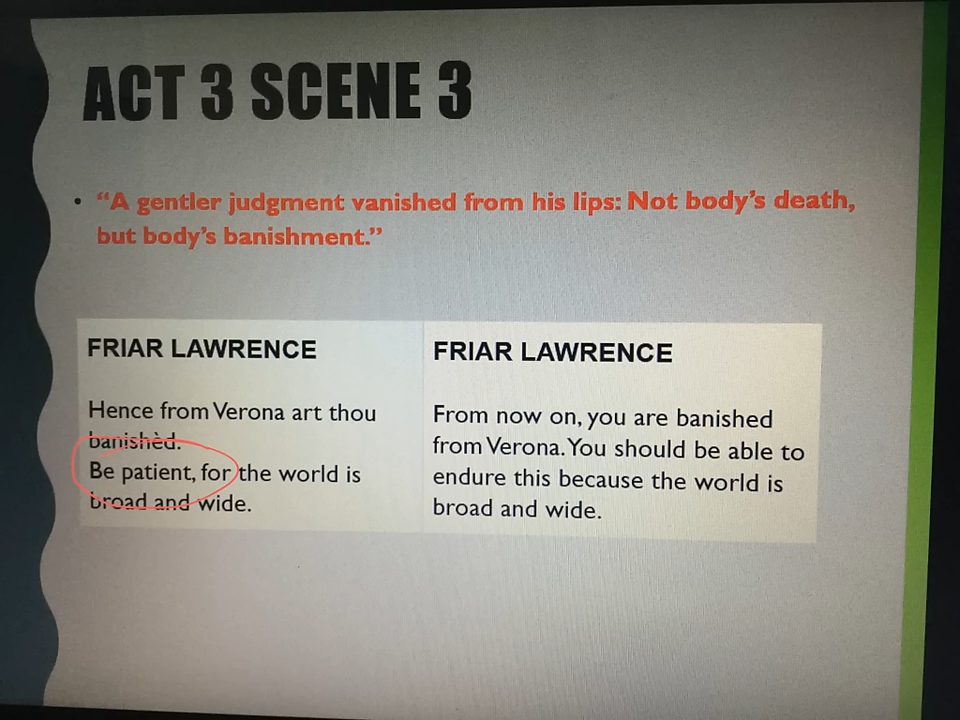 ACT 3 SCENE 3
• “A gentler judgment vanished from his lips: Not body’s death,
but body’s banishment.”
FRIAR LAWRENCE
Hence from Verona art thou
banishèd.
Be patient, for the world is
broad and wide.
FRIAR LAWRENCE
From now on, you are banished
from Verona. You should be able to
endure this because the world is
broad and wide.